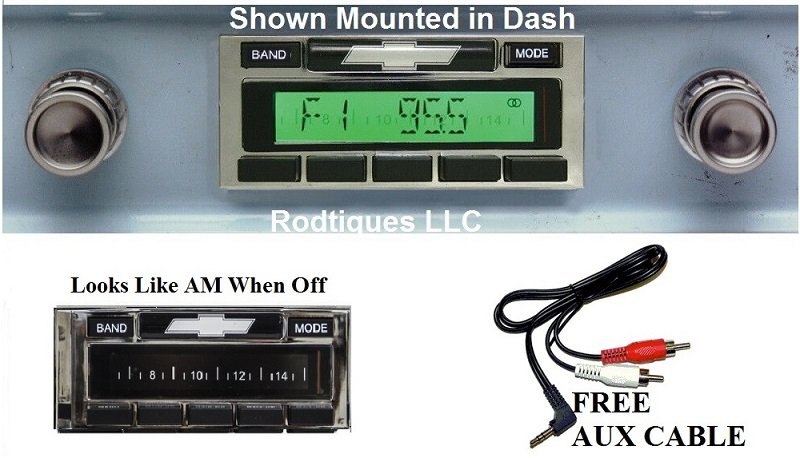 Shown Mounted in Dash
BAND
MODE
F 1 95.5
8 10 14
Rodtiques LLC
Looks Like AM When Off
BAND
MODE
8 10 12 14
FREE
AUX CABLE